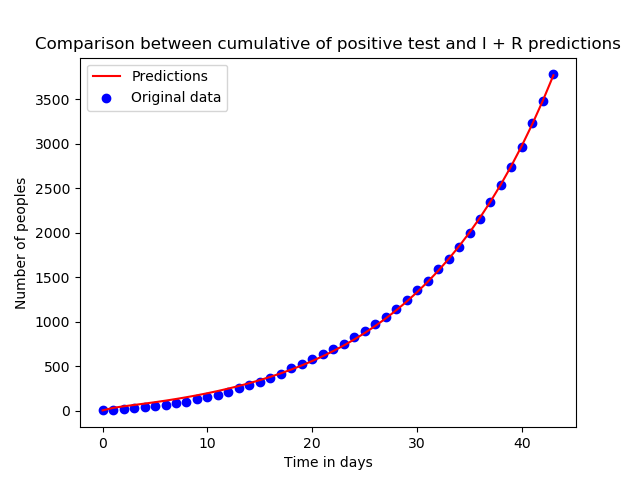 Comparison between cumulative of positive test and I + R predictions
Predictions
Original data
3500
3000
2500
2000
1500
1000
500
0
Number of peoples
0 10 20 30 40
Time in days